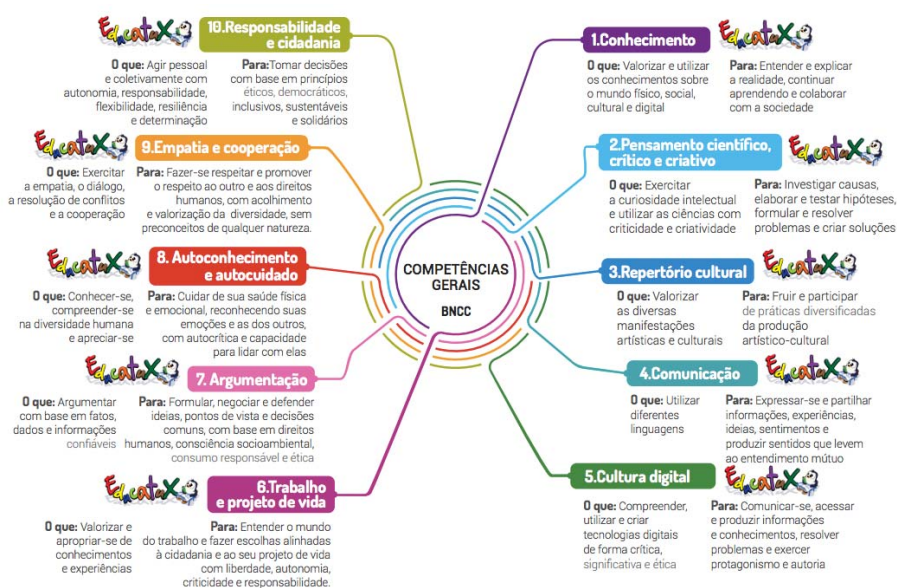 COMPETÊNCIAS
GERAIS
BNCC
EducatuX
1.Conhecimento
O que: Valorizar e utilizar
os conhecimentos sobre
o mundo físico, social,
cultural e digital
Para: Entender e explicar
a realidade, continuar
aprendendo e colaborar
com a sociedade
2.Pensamento científico,
crítico e criativo
EducatuX
O que: Exercitar
a curiosidade intelectual
e utilizar as ciências com
criticidade e criatividade
Para: Investigar causas,
elaborar e testar hipóteses,
formular e resolver
problemas e criar soluções
3.Repertório cultural
EducatuX
O que: Valorizar
as diversas
manifestações
artísticas e culturais
Para: Fruir e participar
de práticas diversificadas
da produção
artístico-cultural
4.Comunicação
EducatuX
O que: Utilizar
diferentes
linguagens
Para: Expressar-se e partilhar
informações, experiências,
ideias, sentimentos e
produzir sentidos que levem
ao entendimento mútuo
5.Cultura digital
EducatuX
O que: Compreender,
utilizar e criar
tecnologias digitais
de forma crítica,
significativa e ética
Para: Comunicar-se, acessar
e produzir informações
e conhecimentos, resolver
problemas e exercer
protagonismo e autoria
EducatuX
6.Trabalho
e projeto de vida
O que: Valorizar e
apropriar-se de
conhecimentos
e experiências
Para: Entender o mundo
do trabalho e fazer escolhas alinhadas
à cidadania e ao seu projeto de vida
com liberdade, autonomia,
criticidade e responsabilidade.
EducatuX
7. Argumentação
O que: Argumentar
com base em fatos,
dados e informações
confiáveis
Para: Formular, negociar e defender
ideias, pontos de vista e decisões
comuns, com base em direitos
humanos, consciência socioambiental,
consumo responsável e ética
EducatuX
8. Autoconhecimento
e autocuidado
O que: Conhecer-se,
compreender-se
na diversidade humana
e apreciar-se
Para: Cuidar de sua saúde física
e emocional, reconhecendo suas
emoções e as dos outros,
com autocrítica e capacidade
para lidar com elas
EducatuX
9.Empatia e cooperação
O que: Exercitar
a empatia, o diálogo,
a resolução de conflitos
e a cooperação
Para: Fazer-se respeitar e promover
o respeito ao outro e aos direitos
humanos, com acolhimento
e valorização da diversidade, sem
preconceitos de qualquer natureza.
EducatuX
10.Responsabilidade
e cidadania
O que: Agir pessoal
e coletivamente com
autonomia, responsabilidade,
flexibilidade, resiliência
e determinação
Para:Tomar decisões
com base em princípios
éticos, democráticos,
inclusivos, sustentáveis
e solidários